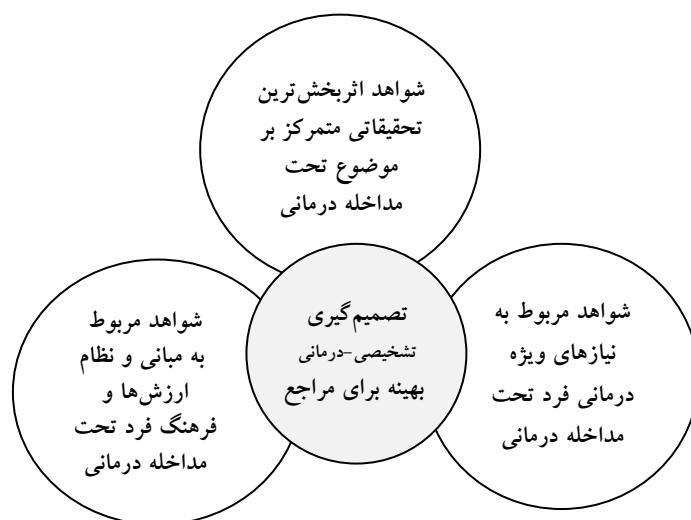 شواهد اثربخش‌ترین
تحقیقاتی متمرکز بر
موضوع تحت
مداخله درمانی
تصمیم‌گیری
تشخیصی-درمانی
بهینه برای مراجع
شواهد مربوط به
نیازهای ویژه
درمانی فرد تحت
مداخله درمانی
شواهد مربوط
به مبانی و نظام
ارزش‌ها و
فرهنگ فرد تحت
مداخله درمانی